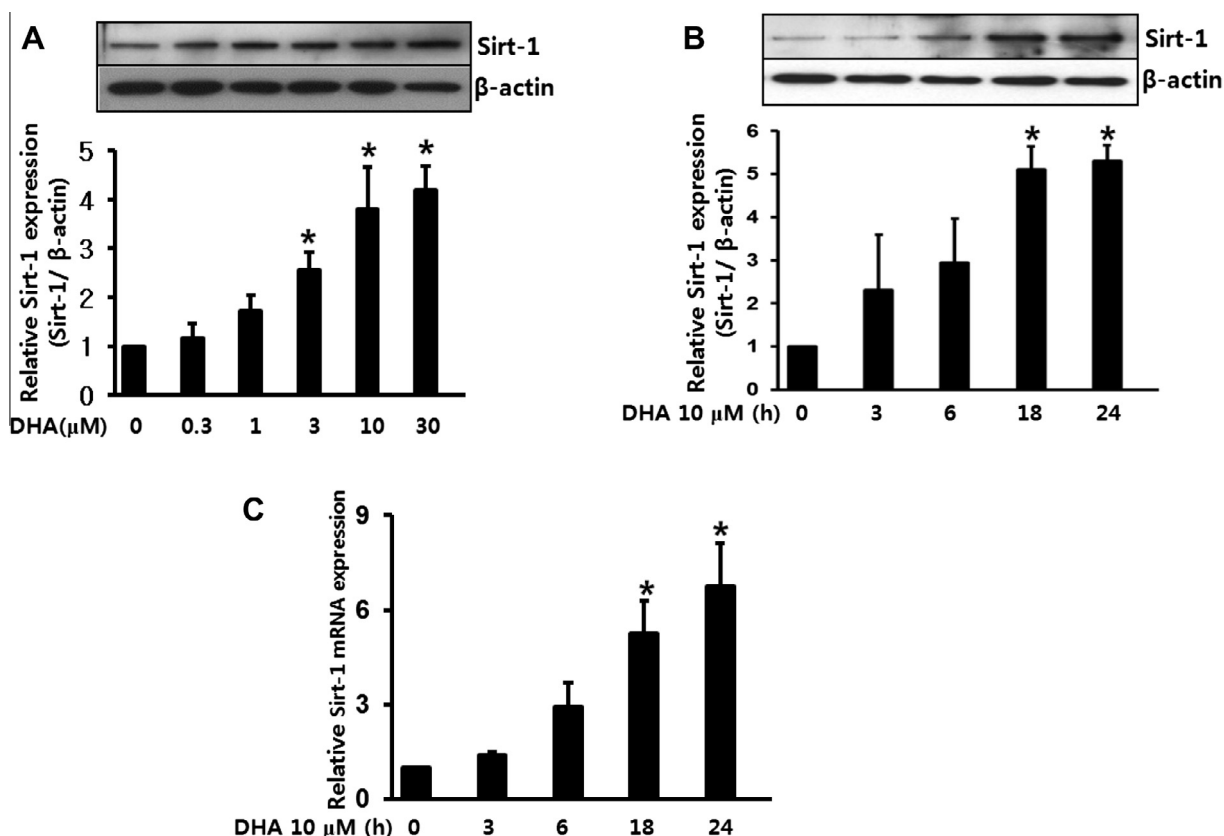 A
Sirt-1
β-actin
Relative Sirt-1 expression
(Sirt-1/ β-actin)
5
4
3
2
1
0
* * *
DHA(μM) 0 0.3 1 3 10 30
B
Sirt-1
β-actin
Relative Sirt-1 expression
(Sirt-1/ β-actin)
6
5
4
3
2
1
0
* *
DHA 10 μM (h) 0 3 6 18 24
C
Relative Sirt-1 mRNA expression
9
6
3
0
* *
DHA 10 μM (h) 0 3 6 18 24